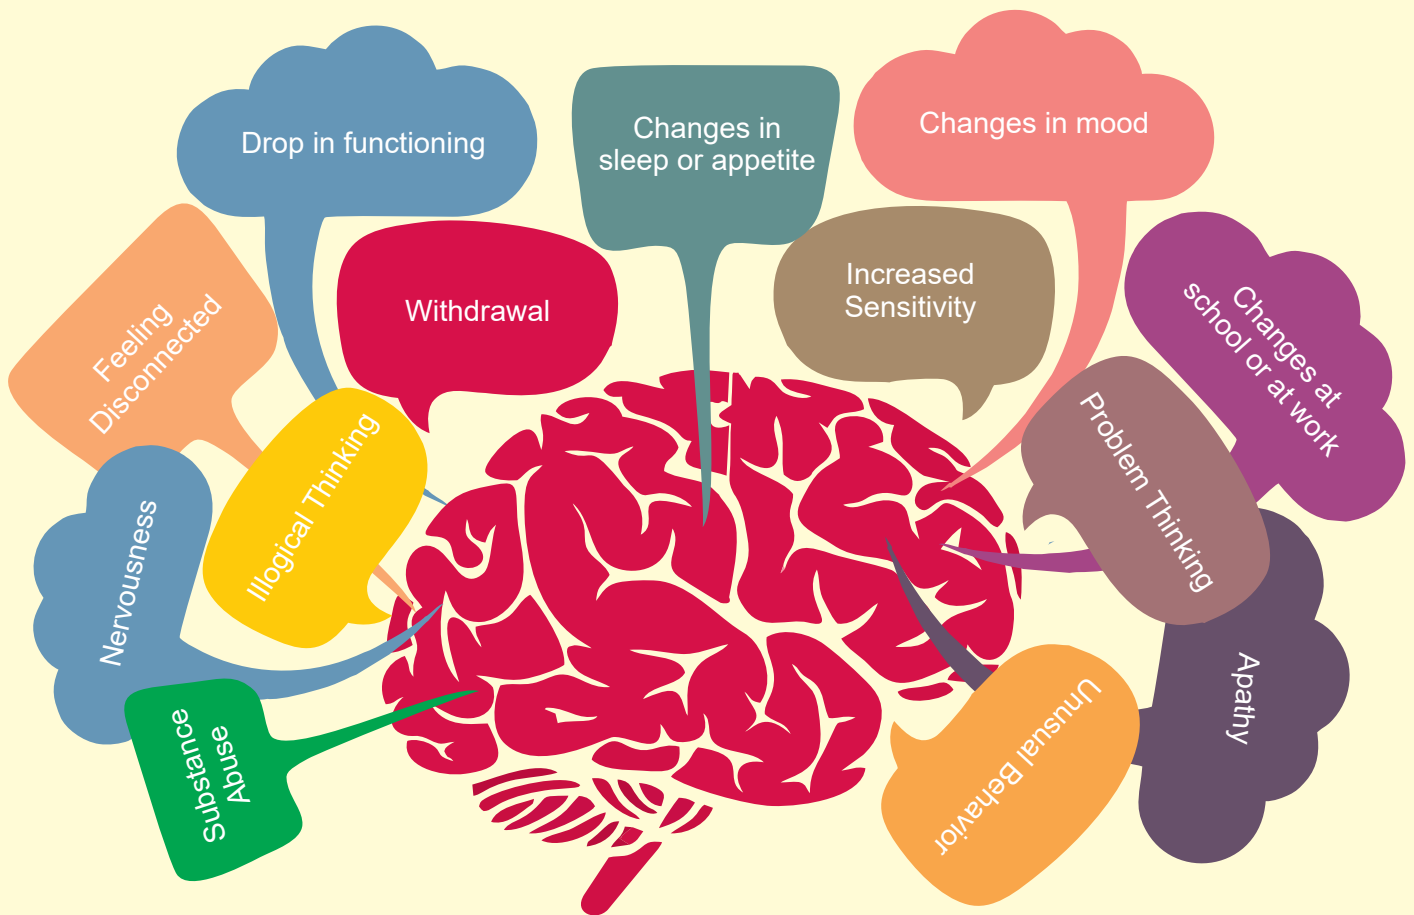 Drop in functioning
Changes in
sleep or appetite
Changes in mood
Feeling
Disconnected
Withdrawal
Increased
Sensitivity
Changes at
school or at work
Illogical Thinking
Problem Thinking
Nervousness
Apathy
Substance
Abuse
Unusual Behavior